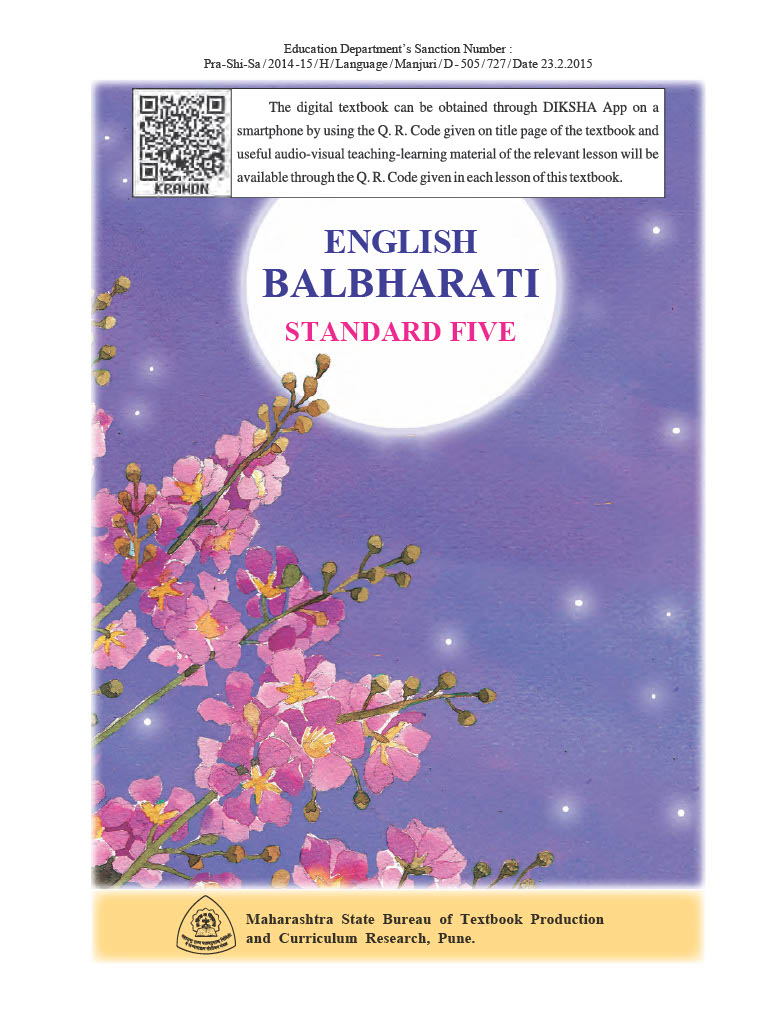 Education Department's Sanction Number :
Pra-Shi-Sa/2014-15/H/Language/Manjuri/D-505/727/Date 23.2.2015
The digital textbook can be obtained through DIKSHA App on a
smartphone by using the Q. R. Code given on title page of the textbook and
useful audio-visual teaching-learning material of the relevant lesson will be
available through the Q. R. Code given in each lesson of this textbook.
KRAWDN
ENGLISH
BALBHARATI
STANDARD FIVE
Maharashtra State Bureau of Textbook Production
and Curriculum Research, Pune.